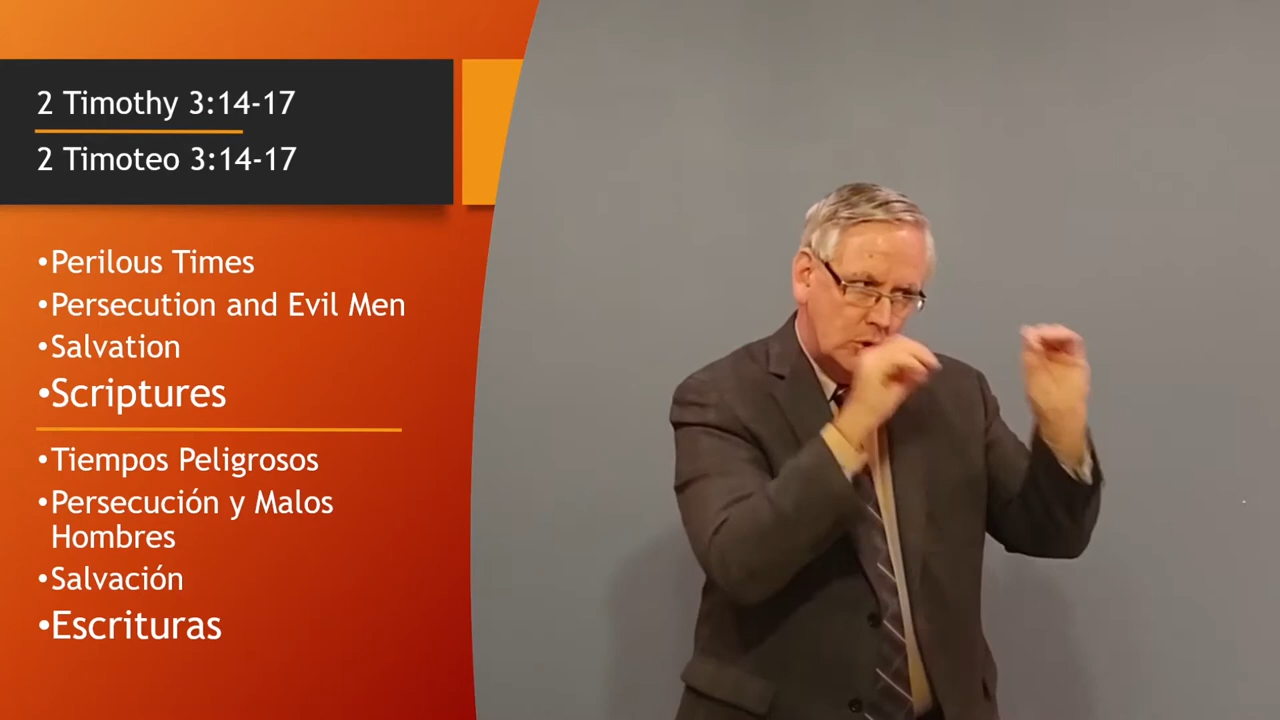 2 Timothy 3:14-17
2 Timoteo 3:14-17
•Perilous Times
•Persecution and Evil Men
•Salvation
•Scriptures
•Tiempos Peligrosos
•Persecución y Malos
Hombres
•Salvación
•Escrituras